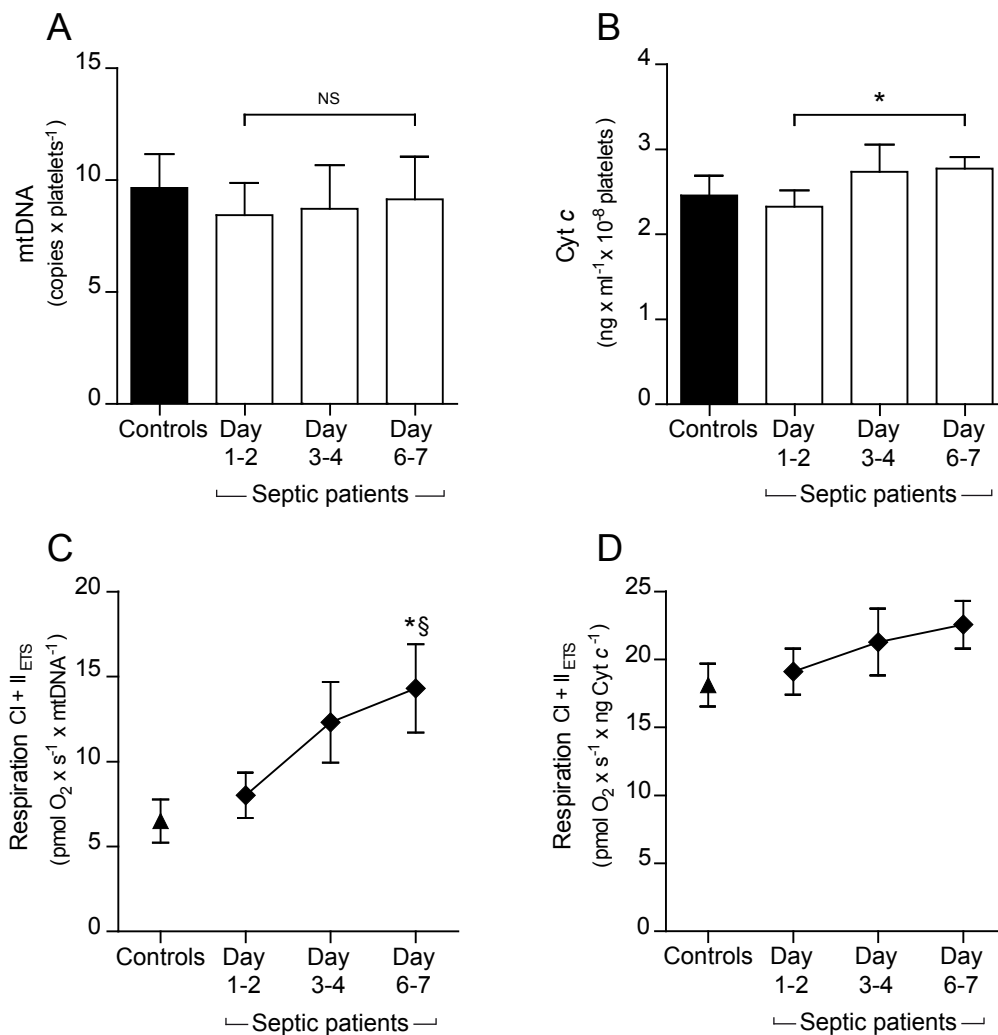 A
mtDNA
(copies x platelets⁻¹)
15
10
5
0
NS
Controls Day Day Day
1-2 3-4 6-7
Septic patients
B
Cyt c
(ng x ml⁻¹ x 10⁻⁸ platelets)
4
3
2
1
0
*
Controls Day Day Day
1-2 3-4 6-7
Septic patients
C
Respiration CI + II ETS
(pmol O₂ x s⁻¹ x mtDNA⁻¹)
20
15
10
5
0
*§
Controls Day Day Day
1-2 3-4 6-7
Septic patients
D
Respiration CI + II ETS
(pmol O₂ x s⁻¹ x ng Cyt c⁻¹)
25
20
15
10
5
0
Controls Day Day Day
1-2 3-4 6-7
Septic patients